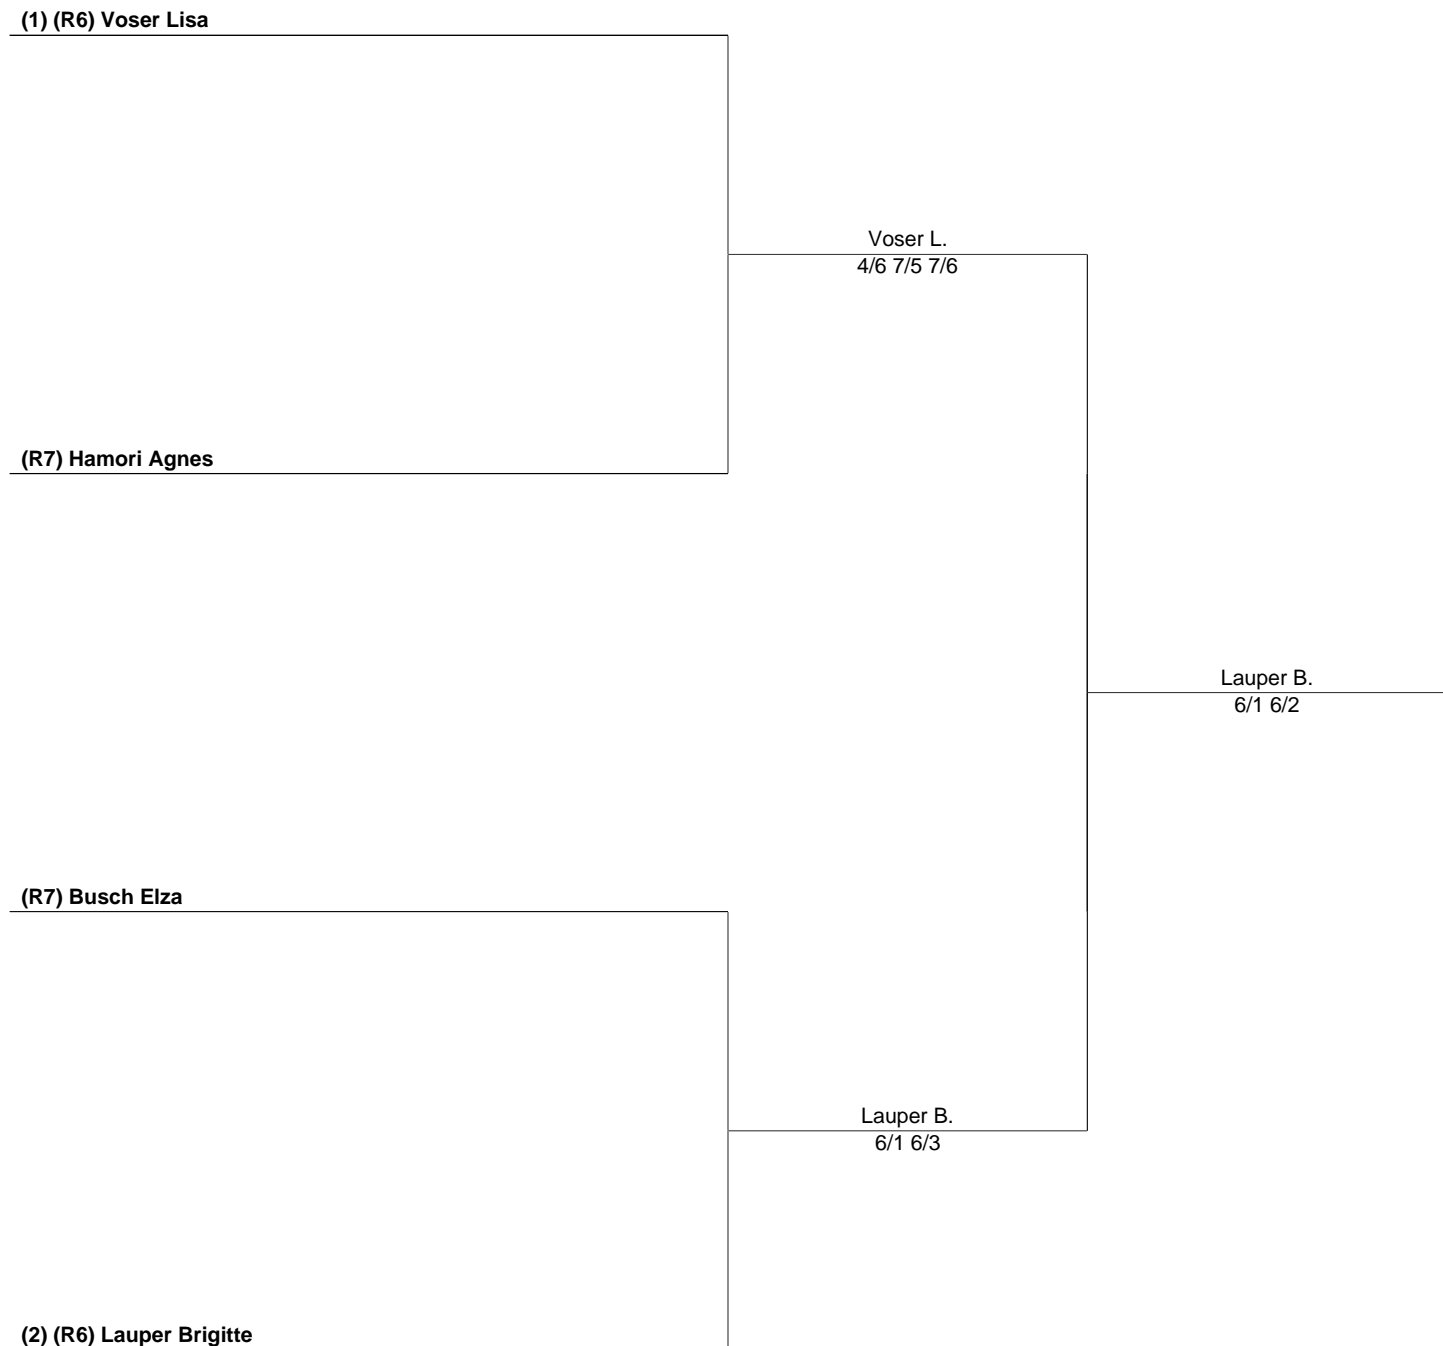 (1) (R6) Voser Lisa
Voser L.
4/6 7/5 7/6
(R7) Hamori Agnes
Lauper B.
6/1 6/2
(R7) Busch Elza
Lauper B.
6/1 6/3
(2) (R6) Lauper Brigitte